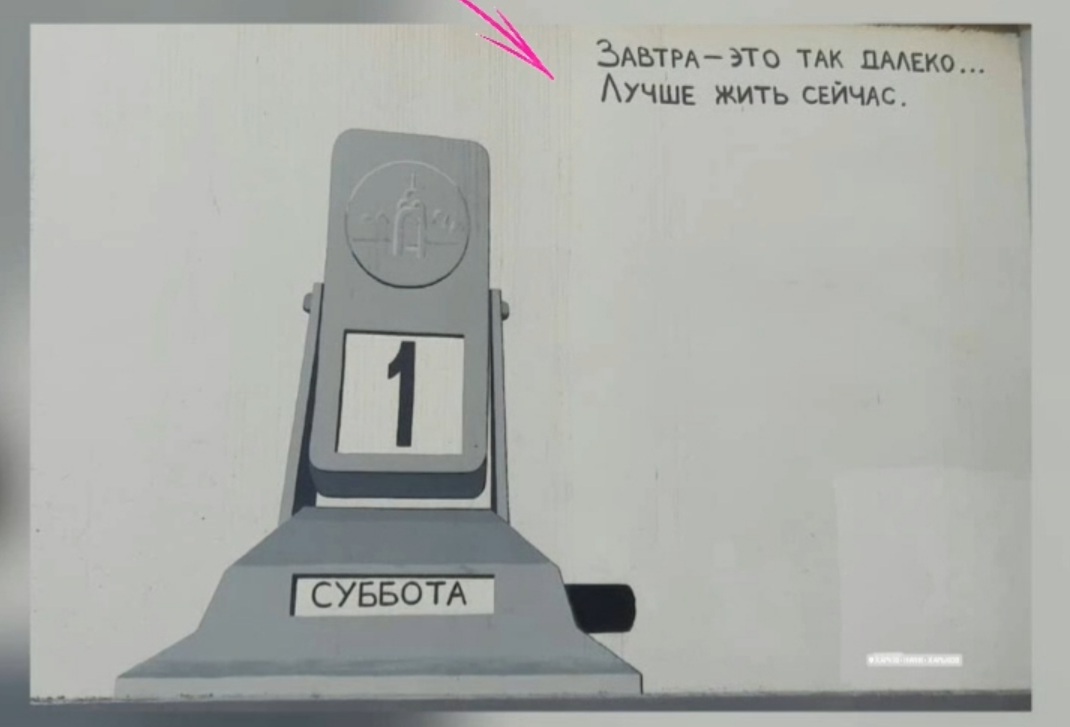 ЗАВТРА — ЭТО ТАК ДАЛЕКО...
ЛУЧШЕ ЖИТЬ СЕЙЧАС.
1
СУББОТА